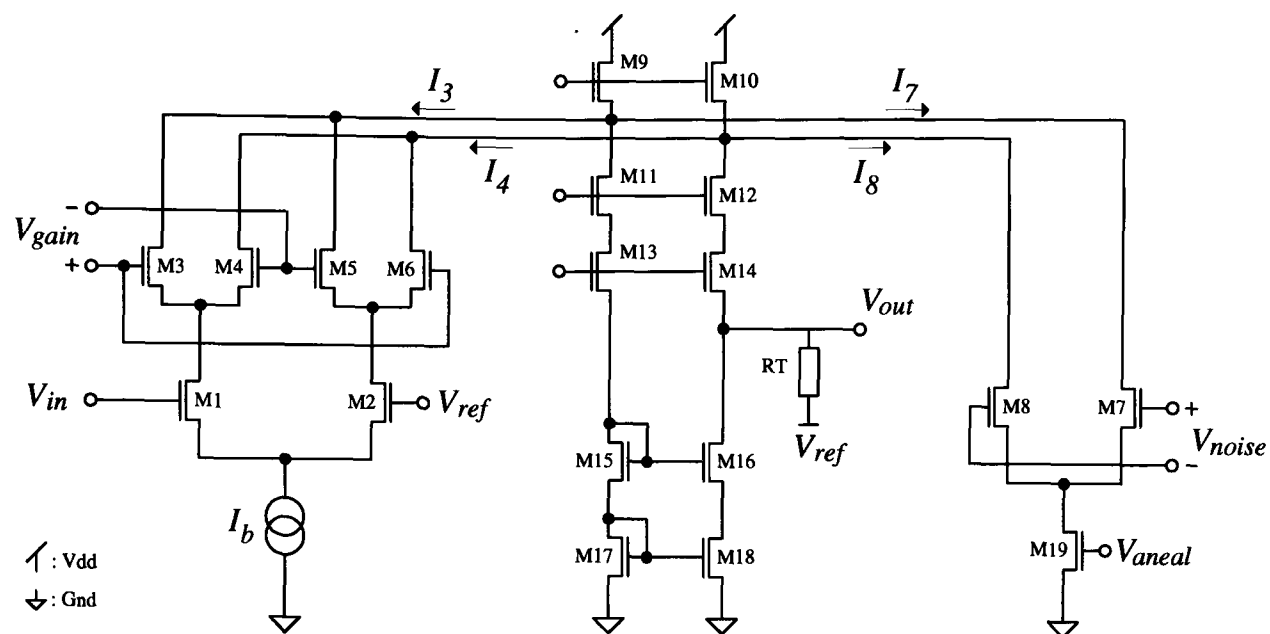 M9
M10
I3
I7
I4
I8
M11
M12
−
Vgain
+
M3
M4
M5
M6
M13
M14
Vout
RT
Vref
Vin
M1
M2
Vref
M8
M7
+
Vnoise
−
M15
M16
Ib
M17
M18
M19
Vaneal
: Vdd
: Gnd